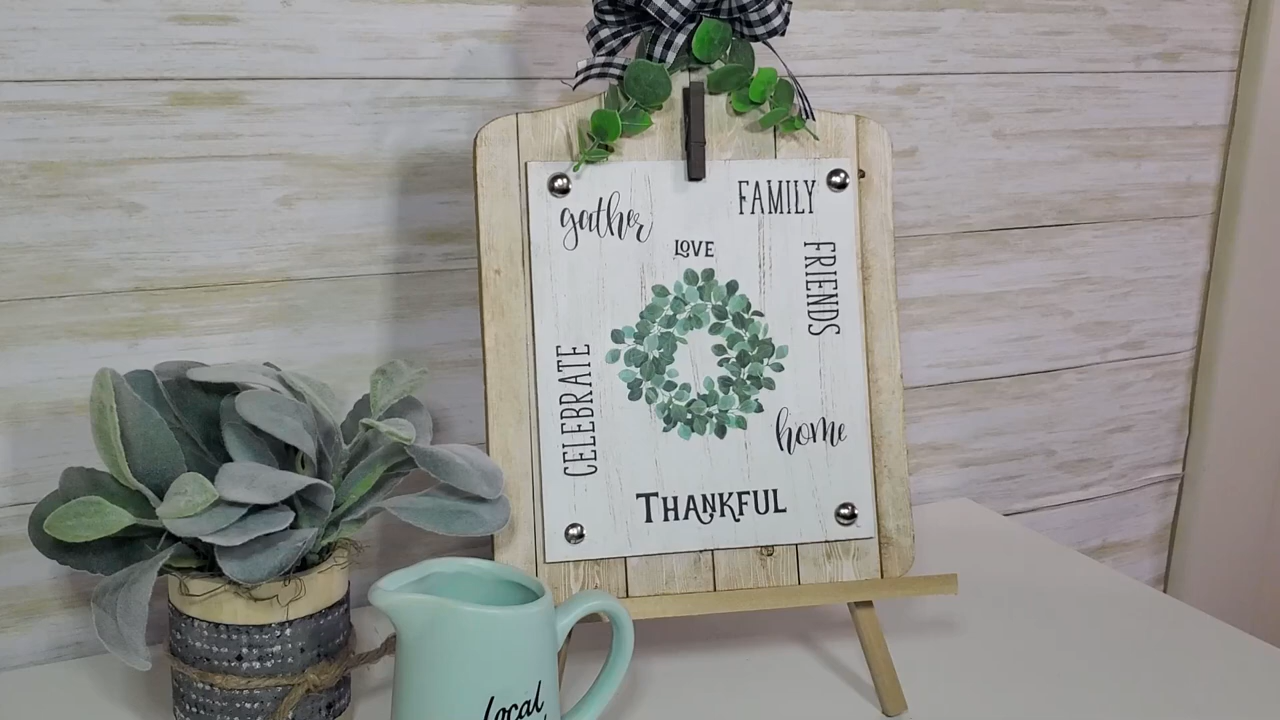 gather
FAMILY
LOVE
FRIENDS
CELEBRATE
home
THANKFUL
local